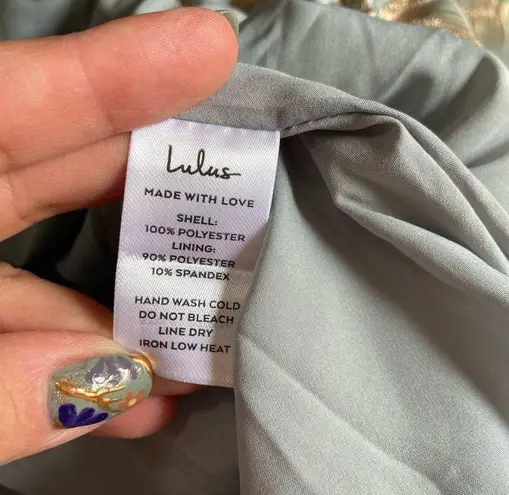 Lulus
MADE WITH LOVE
SHELL:
100% POLYESTER
LINING:
90% POLYESTER
10% SPANDEX
HAND WASH COLD
DO NOT BLEACH
LINE DRY
IRON LOW HEAT